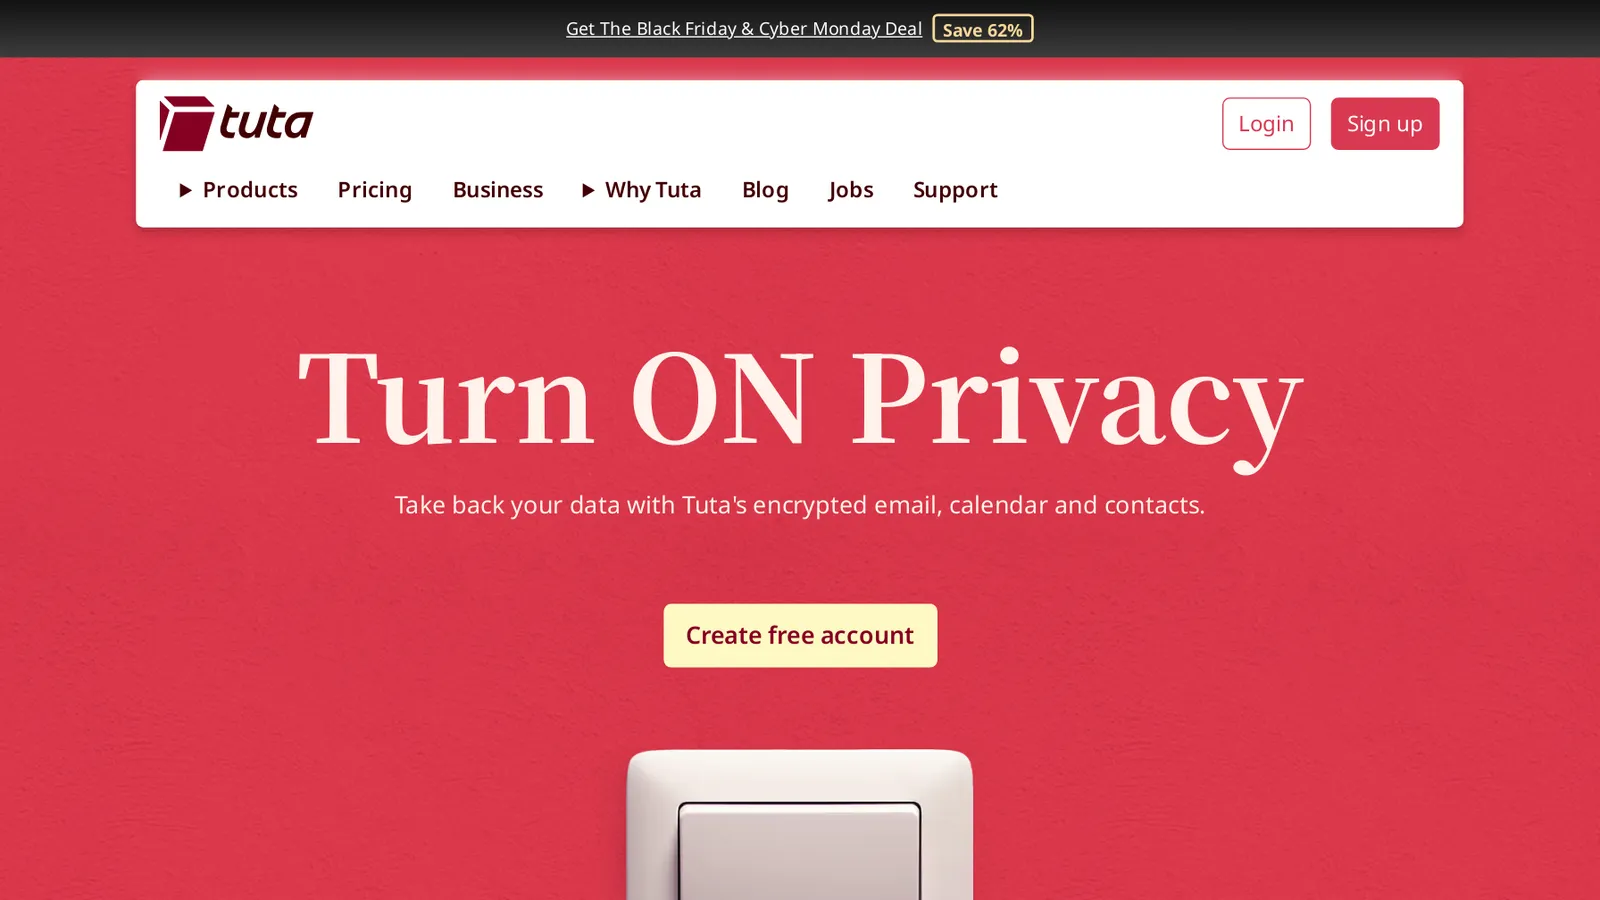 Get The Black Friday & Cyber Monday Deal Save 62%
tuta
Login Sign up
Products Pricing Business Why Tuta Blog Jobs Support
Turn ON Privacy
Take back your data with Tuta's encrypted email, calendar and contacts.
Create free account